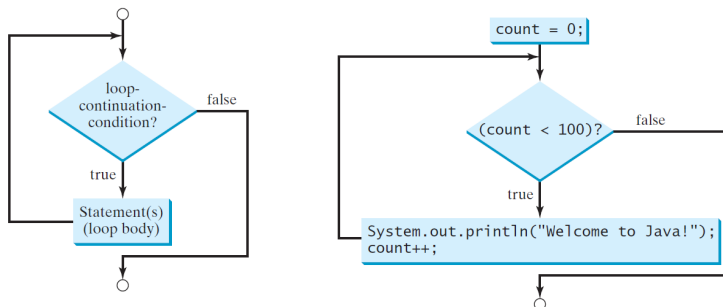 loop-
continuation-
condition?
false
true
Statement(s)
(loop body)
count = 0;
(count < 100)?
false
true
System.out.println("Welcome to Java!");
count++;